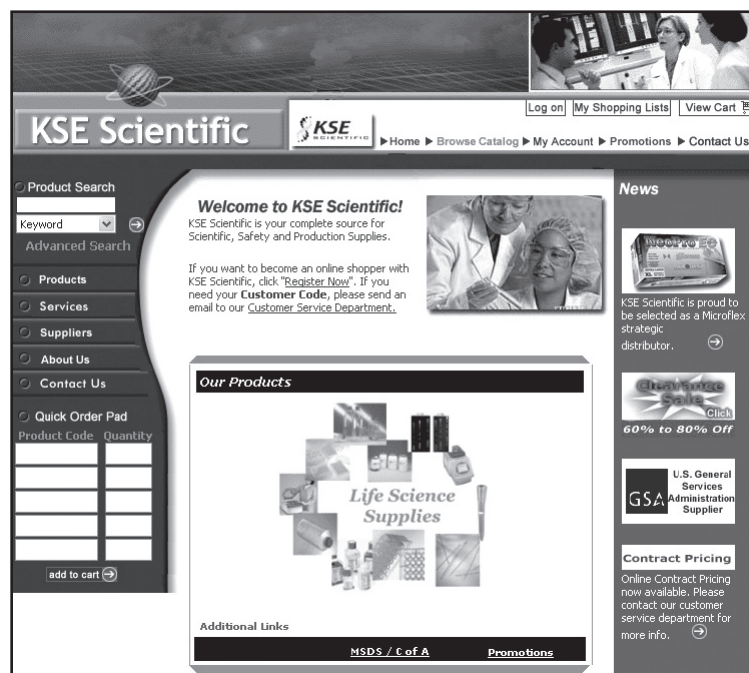 Log on My Shopping Lists View Cart
KSE Scientific
KSE
SCIENTIFIC
Home Browse Catalog My Account Promotions Contact Us
Product Search
Keyword
Advanced Search
Products
Services
Suppliers
About Us
Contact Us
Quick Order Pad
Product Code Quantity
add to cart
Welcome to KSE Scientific!
KSE Scientific is your complete source for
Scientific, Safety and Production Supplies.
If you want to become an online shopper with
KSE Scientific, click "Register Now". If you
need your Customer Code, please send an
email to our Customer Service Department.
Our Products
Life Science
Supplies
Additional Links
MSDS / C of A Promotions
News
KSE Scientific is proud to
be selected as a Microflex
strategic
distributor.
Clearance
Sale
Click
60% to 80% Off
GSA
U.S. General
Services
Administration
Supplier
Contract Pricing
Online Contract Pricing
now available. Please
contact our customer
service department for
more info.